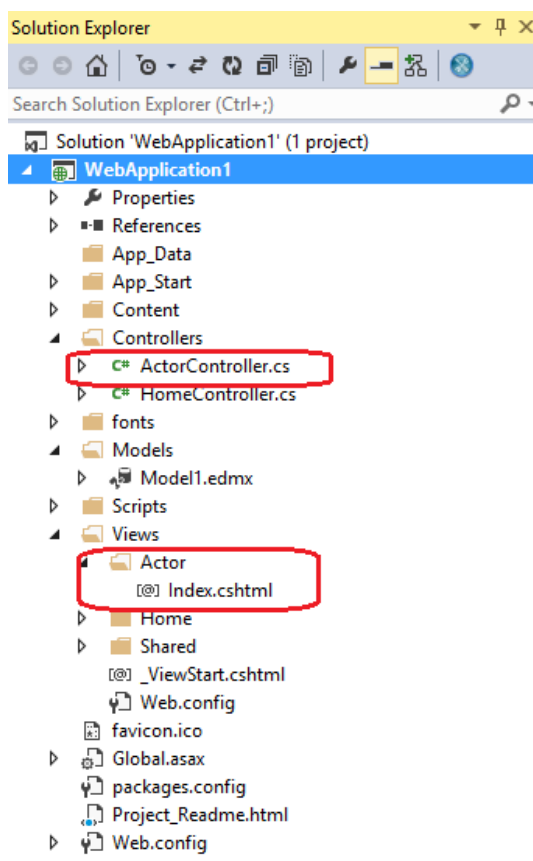 Solution Explorer
Search Solution Explorer (Ctrl+;)
Solution 'WebApplication1' (1 project)
WebApplication1
Properties
References
App_Data
App_Start
Content
Controllers
C# ActorController.cs
C# HomeController.cs
fonts
Models
Model1.edmx
Scripts
Views
Actor
[@] Index.cshtml
Home
Shared
[@] _ViewStart.cshtml
Web.config
favicon.ico
Global.asax
packages.config
Project_Readme.html
Web.config